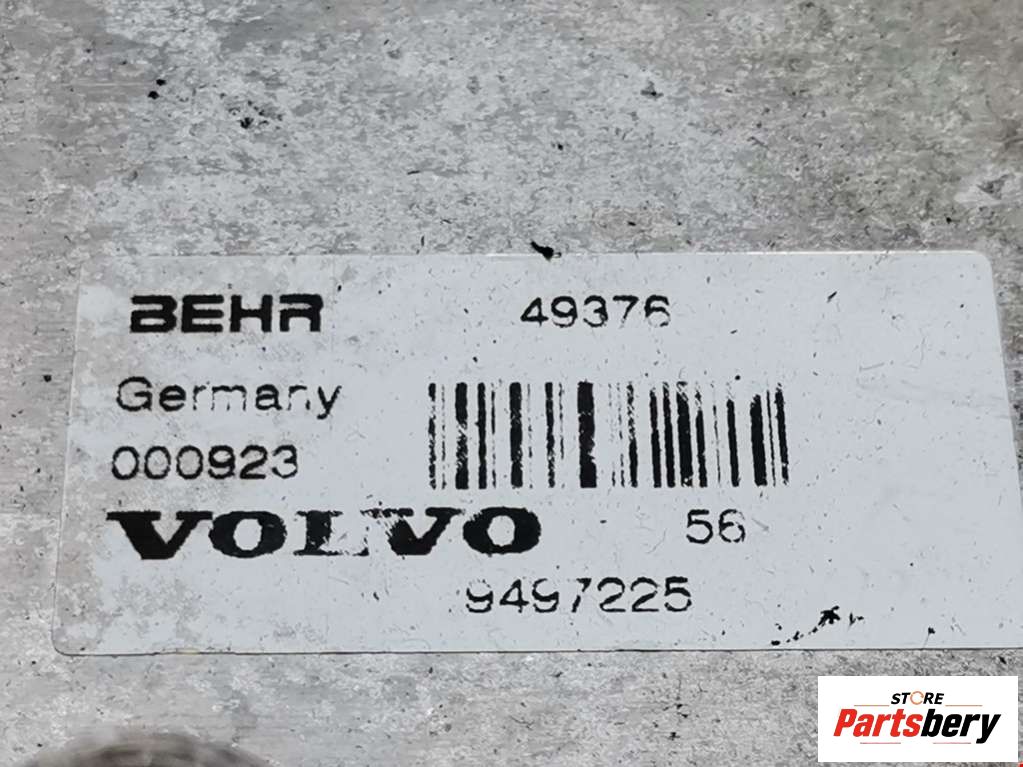 BEHR 49376
Germany
000923
VOLVO 56
9497225
STORE
Partsbery